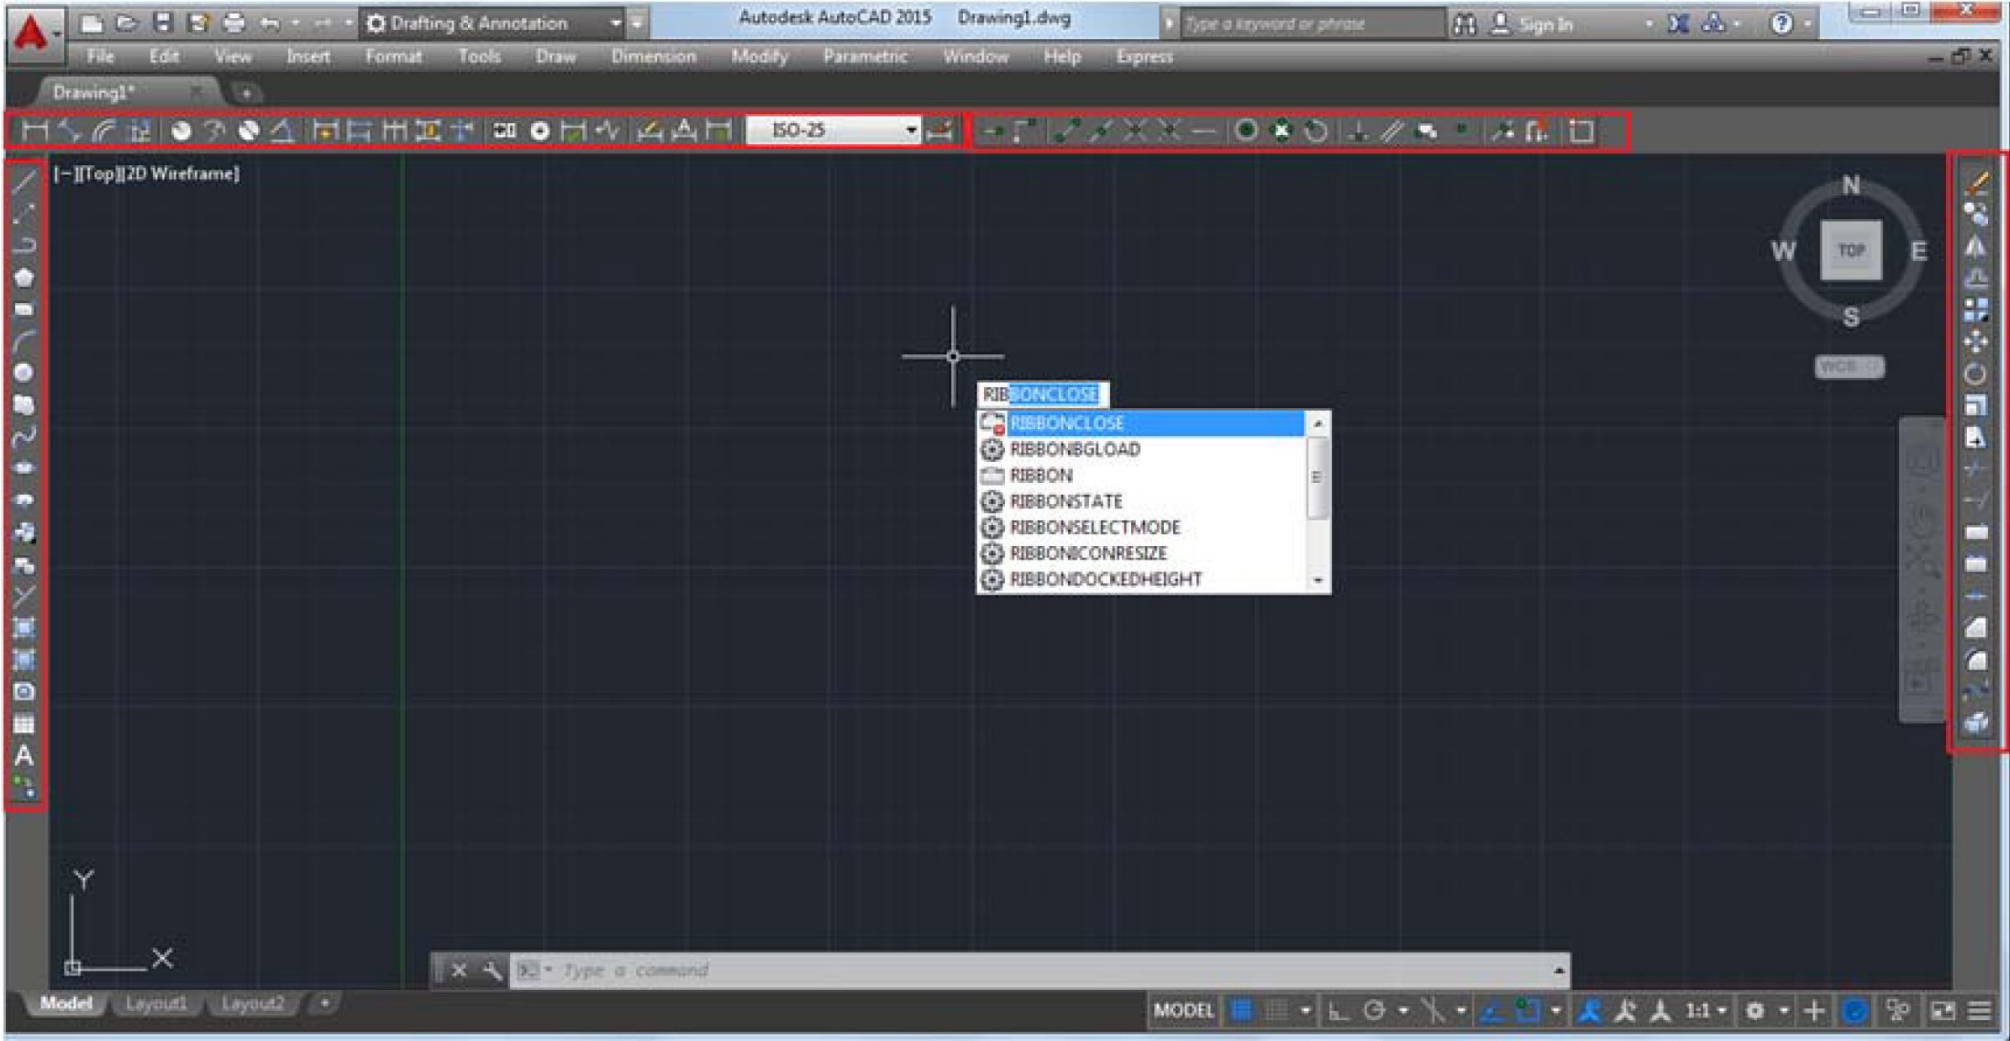 Drafting & Annotation
Autodesk AutoCAD 2015 Drawing1.dwg
Type a keyword or phrase
Sign In
File Edit View Insert Format Tools Draw Dimension Modify Parametric Window Help Express
Drawing1*
ISO-25
[−][Top][2D Wireframe]
N
W TOP E
S
WCS
RIBBONCLOSE
RIBBONCLOSE
RIBBONBGLOAD
RIBBON
RIBBONSTATE
RIBBONSELECTMODE
RIBBONICONRESIZE
RIBBONDOCKEDHEIGHT
A
Y
X
Type a command
Model Layout1 Layout2 +
MODEL 1:1